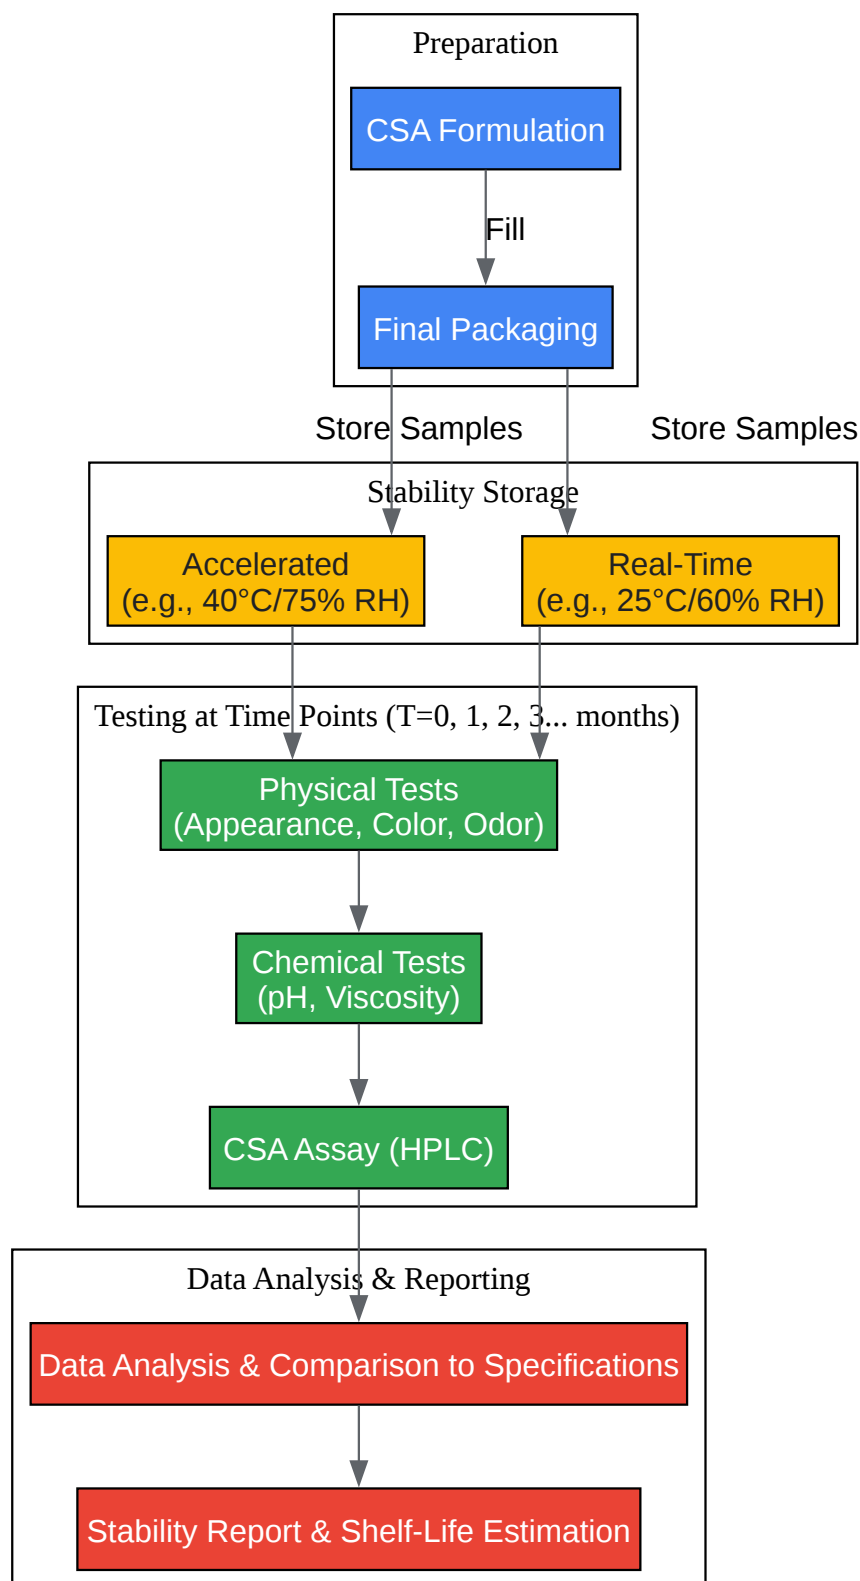 Preparation
CSA Formulation
Fill
Final Packaging
Store Samples
Store Samples
Stability Storage
Accelerated
(e.g., 40°C/75% RH)
Real-Time
(e.g., 25°C/60% RH)
Testing at Time Points (T=0, 1, 2, 3... months)
Physical Tests
(Appearance, Color, Odor)
Chemical Tests
(pH, Viscosity)
CSA Assay (HPLC)
Data Analysis & Reporting
Data Analysis & Comparison to Specifications
Stability Report & Shelf-Life Estimation